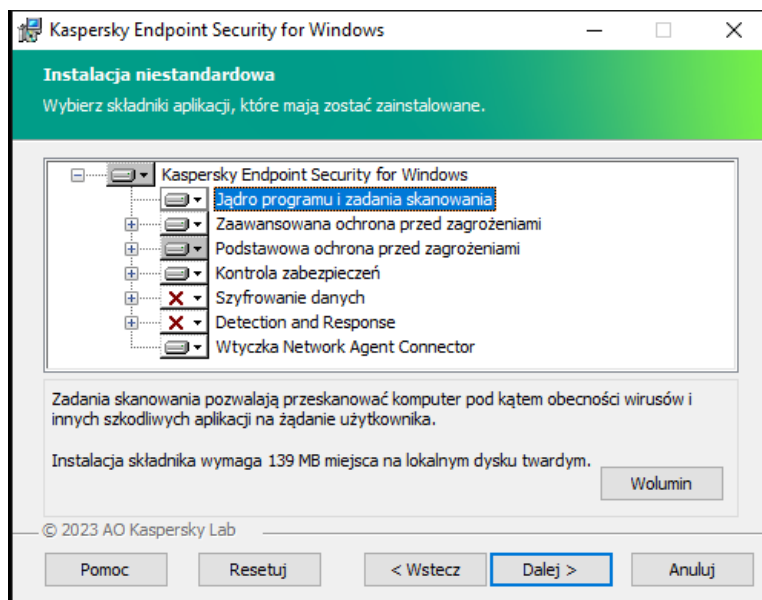 Kaspersky Endpoint Security for Windows
Instalacja niestandardowa
Wybierz składniki aplikacji, które mają zostać zainstalowane.
Kaspersky Endpoint Security for Windows
Jądro programu i zadania skanowania
Zaawansowana ochrona przed zagrożeniami
Podstawowa ochrona przed zagrożeniami
Kontrola zabezpieczeń
Szyfrowanie danych
Detection and Response
Wtyczka Network Agent Connector
Zadania skanowania pozwalają przeskanować komputer pod kątem obecności wirusów i
innych szkodliwych aplikacji na żądanie użytkownika.
Instalacja składnika wymaga 139 MB miejsca na lokalnym dysku twardym.
Wolumin
© 2023 AO Kaspersky Lab
Pomoc
Resetuj
< Wstecz
Dalej >
Anuluj